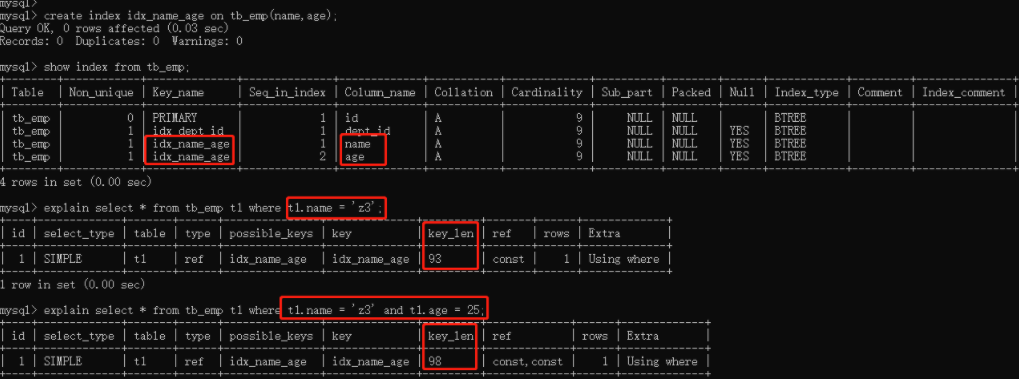 mysql>
mysql> create index idx_name_age on tb_emp(name,age);
Query OK, 0 rows affected (0.03 sec)
Records: 0  Duplicates: 0  Warnings: 0
mysql> show index from tb_emp;
| Table | Non_unique | Key_name | Seq_in_index | Column_name | Collation | Cardinality | Sub_part | Packed | Null | Index_type | Comment | Index_comment
| tb_emp | 0 | PRIMARY | 1 | id | A | 9 | NULL | NULL | | BTREE | | |
| tb_emp | 1 | idx_dept_id | 1 | dept_id | A | 9 | NULL | NULL | YES | BTREE | | |
| tb_emp | 1 | idx_name_age | 1 | name | A | 9 | NULL | NULL | YES | BTREE | | |
| tb_emp | 1 | idx_name_age | 2 | age | A | 9 | NULL | NULL | YES | BTREE | | |
4 rows in set (0.00 sec)
mysql> explain select * from tb_emp t1 where t1.name = 'z3';
| id | select_type | table | type | possible_keys | key | key_len | ref | rows | Extra |
| 1 | SIMPLE | t1 | ref | idx_name_age | idx_name_age | 93 | const | 1 | Using where |
1 row in set (0.00 sec)
mysql> explain select * from tb_emp t1 where t1.name = 'z3' and t1.age = 25;
| id | select_type | table | type | possible_keys | key | key_len | ref | rows | Extra |
| 1 | SIMPLE | t1 | ref | idx_name_age | idx_name_age | 98 | const,const | 1 | Using where |